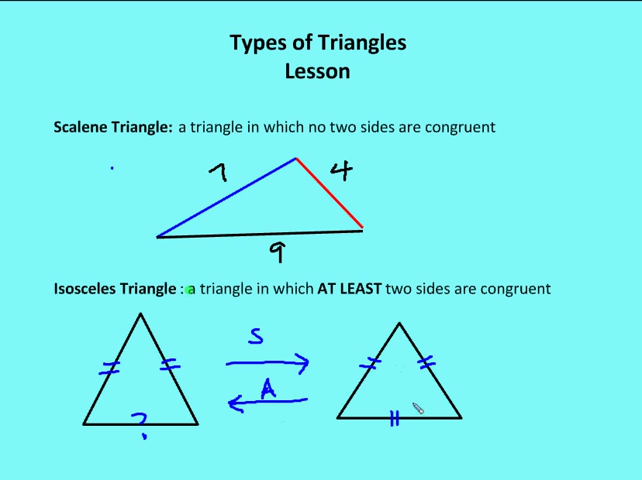 Types of Triangles
Lesson
Scalene Triangle: a triangle in which no two sides are congruent
7
4
9
Isosceles Triangle : a triangle in which AT LEAST two sides are congruent
S
A
?